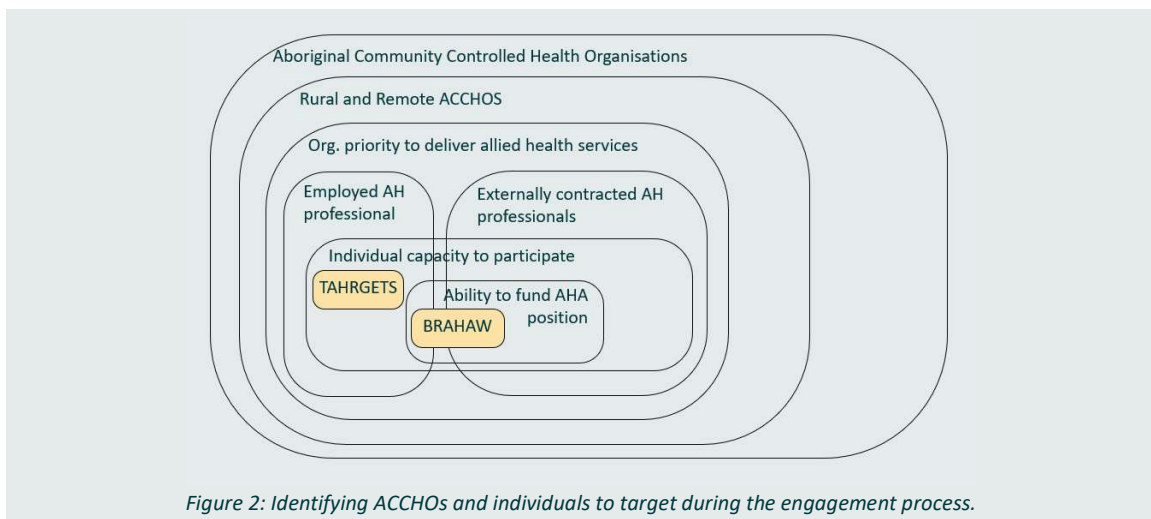 Aboriginal Community Controlled Health Organisations
Rural and Remote ACCHOS
Org. priority to deliver allied health services
Employed AH
professional
Externally contracted AH
professionals
Individual capacity to participate
TAHRGETS
Ability to fund AHA
position
BRAHAW
Figure 2: Identifying ACCHOs and individuals to target during the engagement process.